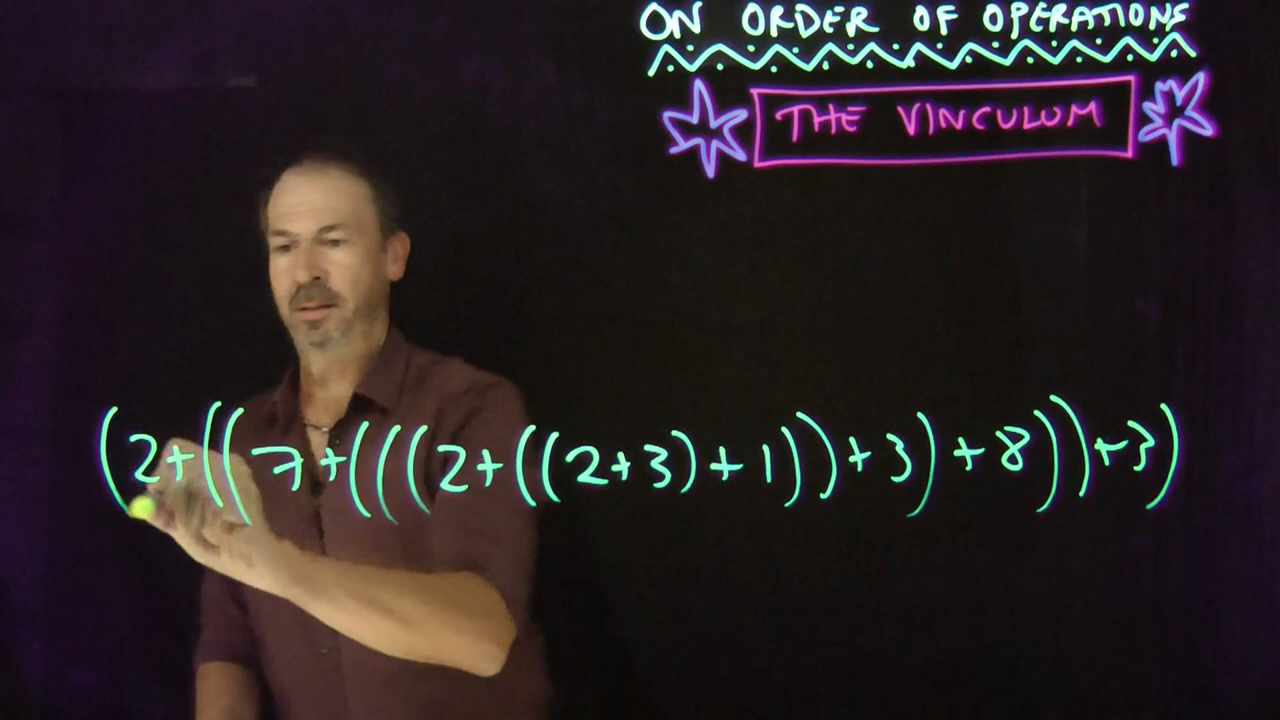 ON ORDER OF OPERATIONS
THE VINCULUM
(2+((7+(((2+((2+3)+1))+3)+8))+3)